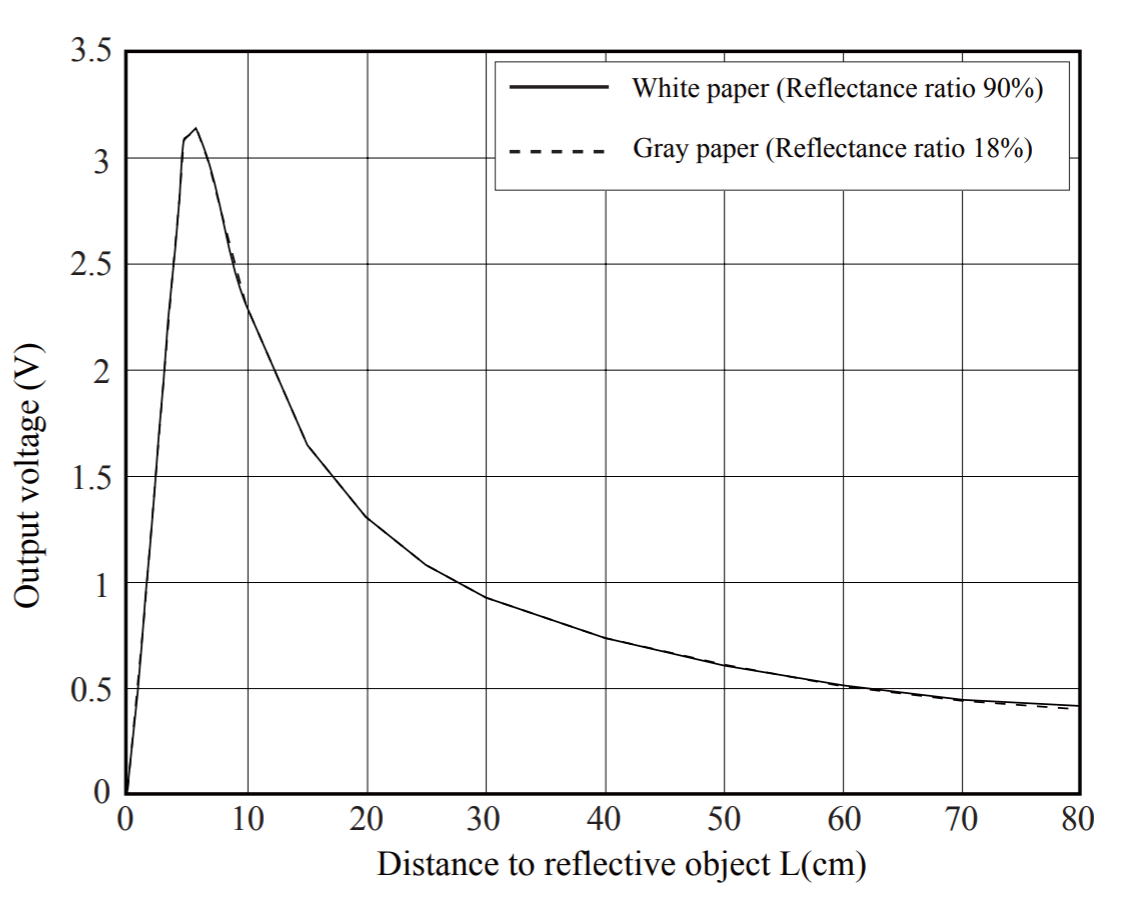 3.5
White paper (Reflectance ratio 90%)
Gray paper (Reflectance ratio 18%)
3
2.5
2
1.5
1
0.5
0
Output voltage (V)
0 10 20 30 40 50 60 70 80
Distance to reflective object L(cm)